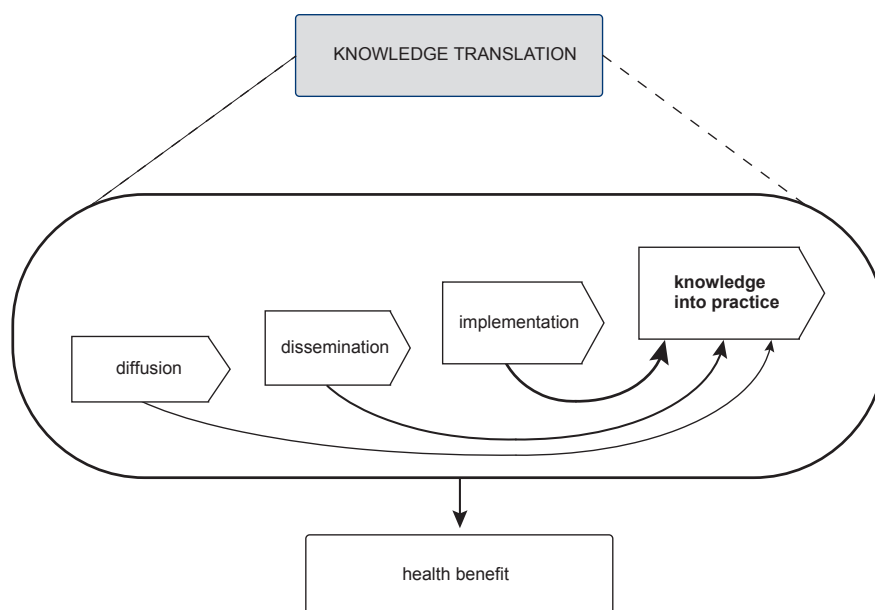 KNOWLEDGE TRANSLATION
knowledge
into practice
implementation
dissemination
diffusion
health benefit